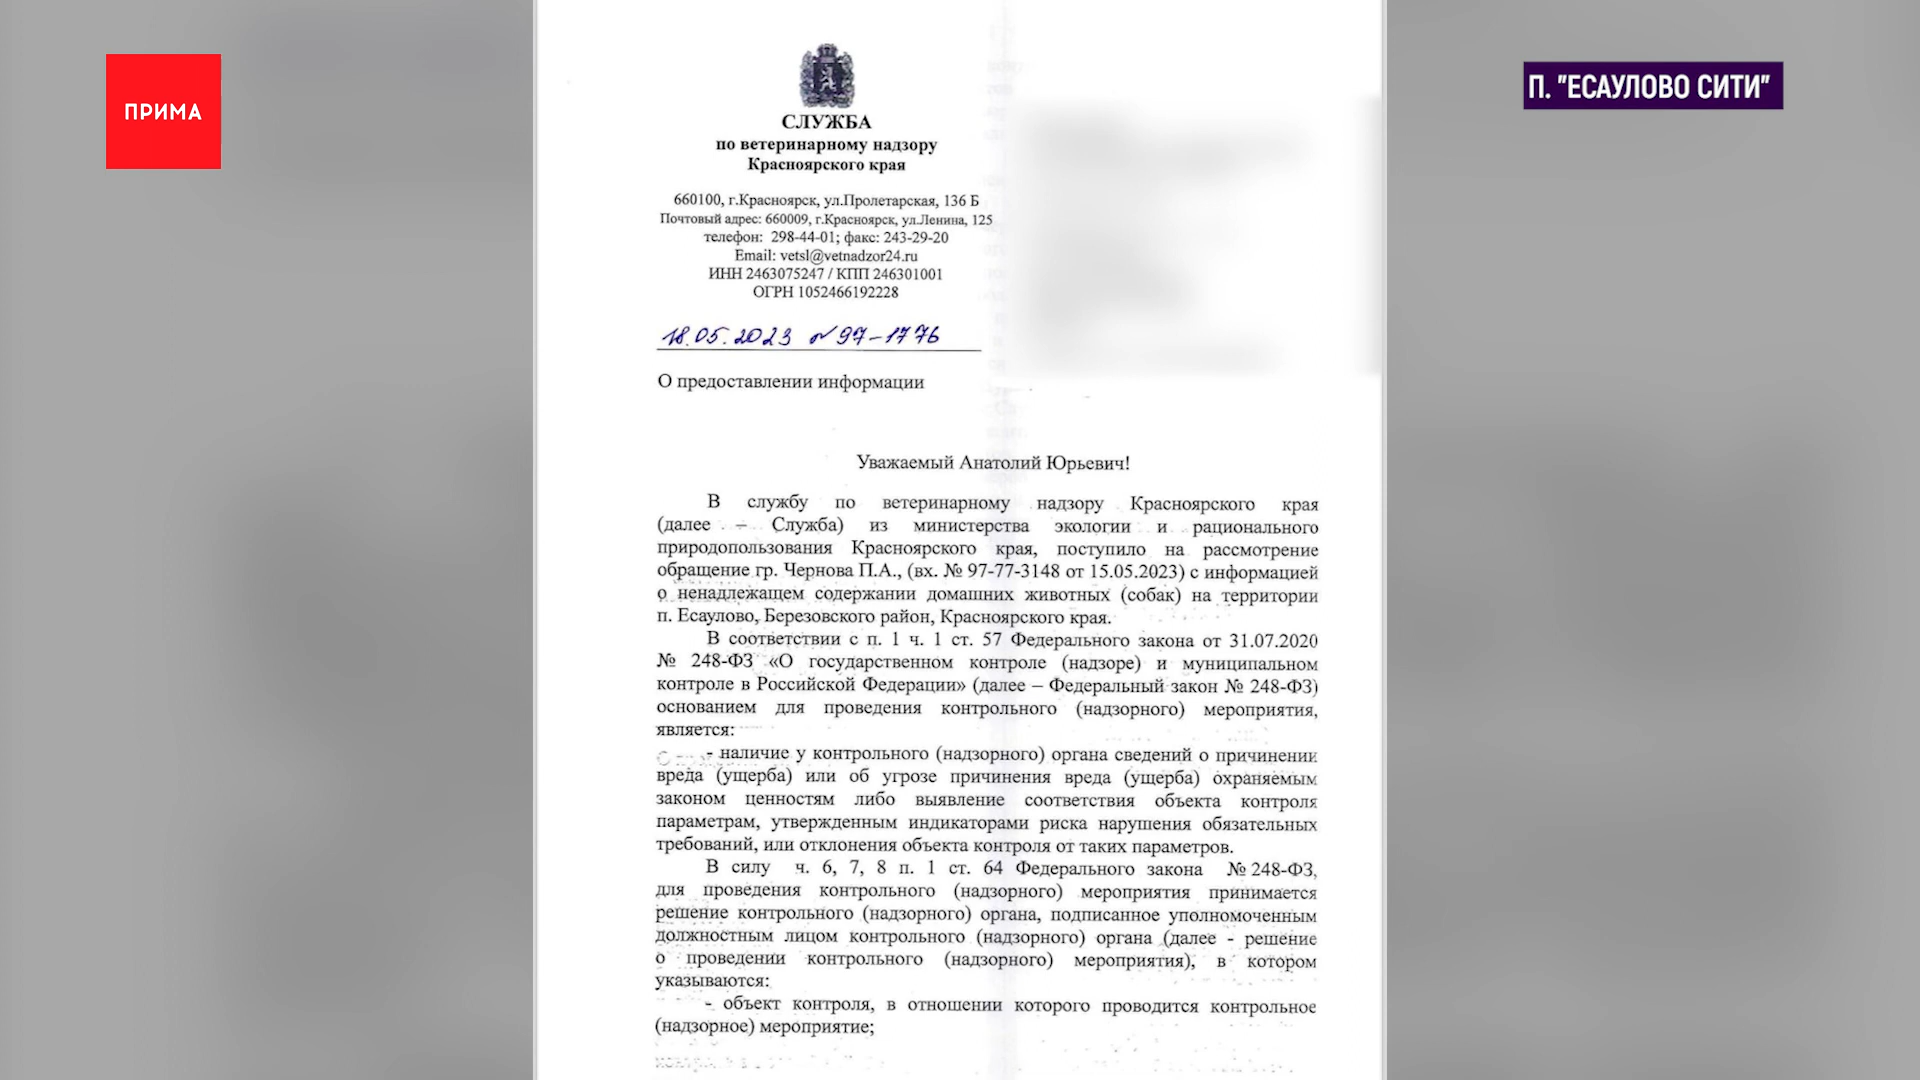 ПРИМА
П. "ЕСАУЛОВО СИТИ"
СЛУЖБА
по ветеринарному надзору
Красноярского края
660100, г.Красноярск, ул.Пролетарская, 136 Б
Почтовый адрес: 660009, г.Красноярск, ул.Ленина, 125
телефон: 298-44-01; факс: 243-29-20
Email: vetsl@vetnadzor24.ru
ИНН 2463075247 / КПП 246301001
ОГРН 1052466192228
18.05.2023 № 97-1776
О предоставлении информации
Уважаемый Анатолий Юрьевич!
В службу по ветеринарному надзору Красноярского края
(далее – Служба) из министерства экологии и рационального
природопользования Красноярского края, поступило на рассмотрение
обращение гр. Чернова П.А., (вх. № 97-77-3148 от 15.05.2023) с информацией
о ненадлежащем содержании домашних животных (собак) на территории
п. Есаулово, Березовского район, Красноярского края.
В соответствии с п. 1 ч. 1 ст. 57 Федерального закона от 31.07.2020
№ 248-ФЗ «О государственном контроле (надзоре) и муниципальном
контроле в Российской Федерации» (далее – Федеральный закон № 248-ФЗ)
основанием для проведения контрольного (надзорного) мероприятия,
является:
- наличие у контрольного (надзорного) органа сведений о причинении
вреда (ущерба) или об угрозе причинения вреда (ущерба) охраняемым
законом ценностям либо выявление соответствия объекта контроля
параметрам, утвержденным индикаторами риска нарушения обязательных
требований, или отклонения объекта контроля от таких параметров.
В силу ч. 6, 7, 8 п. 1 ст. 64 Федерального закона № 248-ФЗ,
для проведения контрольного (надзорного) мероприятия принимается
решение контрольного (надзорного) органа, подписанное уполномоченным
должностным лицом контрольного (надзорного) органа (далее - решение
о проведении контрольного (надзорного) мероприятия), в котором
указываются:
- объект контроля, в отношении которого проводится контрольное
(надзорное) мероприятие;